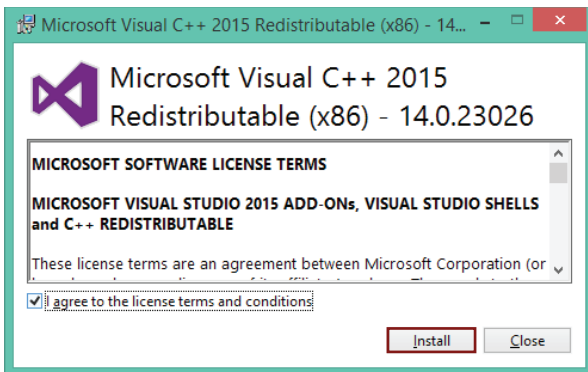 Microsoft Visual C++ 2015 Redistributable (x86) - 14...
Microsoft Visual C++ 2015
Redistributable (x86) - 14.0.23026
MICROSOFT SOFTWARE LICENSE TERMS
MICROSOFT VISUAL STUDIO 2015 ADD-ONs, VISUAL STUDIO SHELLS
and C++ REDISTRIBUTABLE
These license terms are an agreement between Microsoft Corporation (or
I agree to the license terms and conditions
Install Close